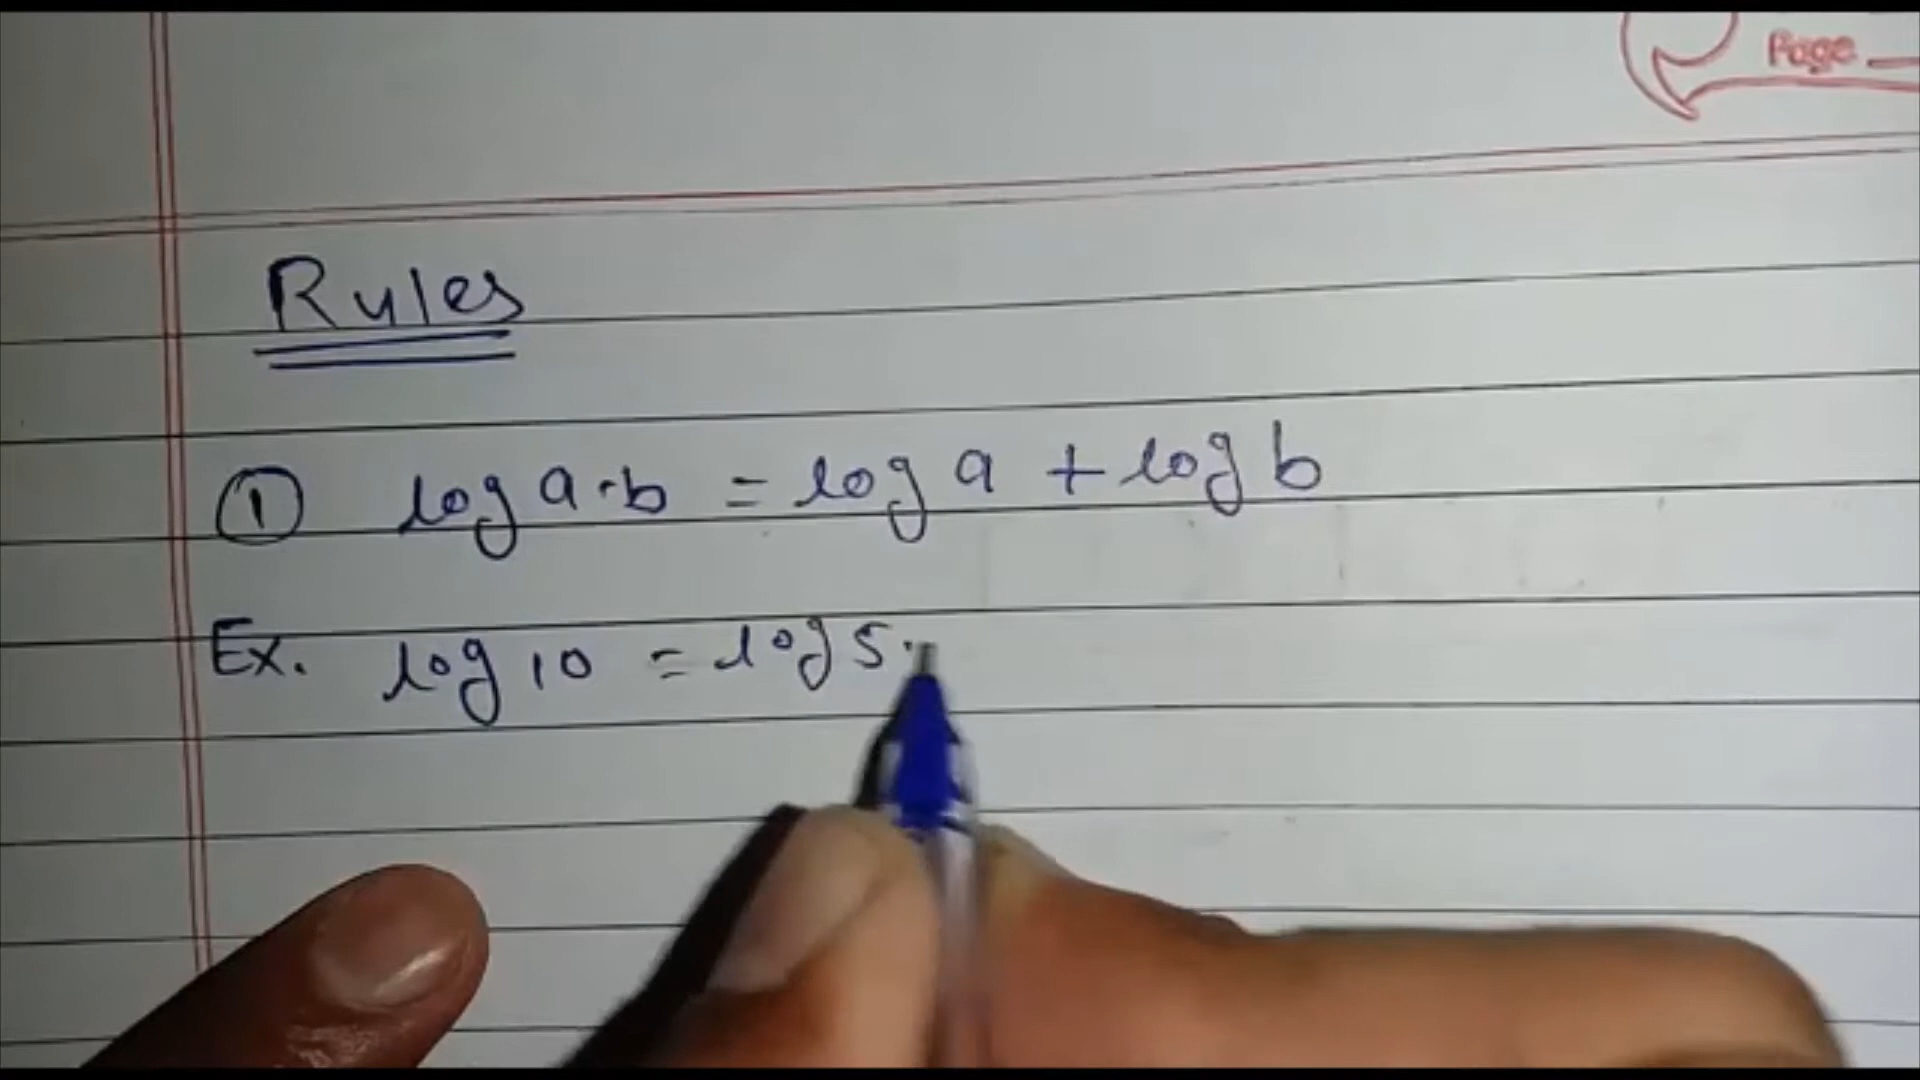 Page
Rules
① log a·b = log a + log b
Ex. log 10 = log 5·